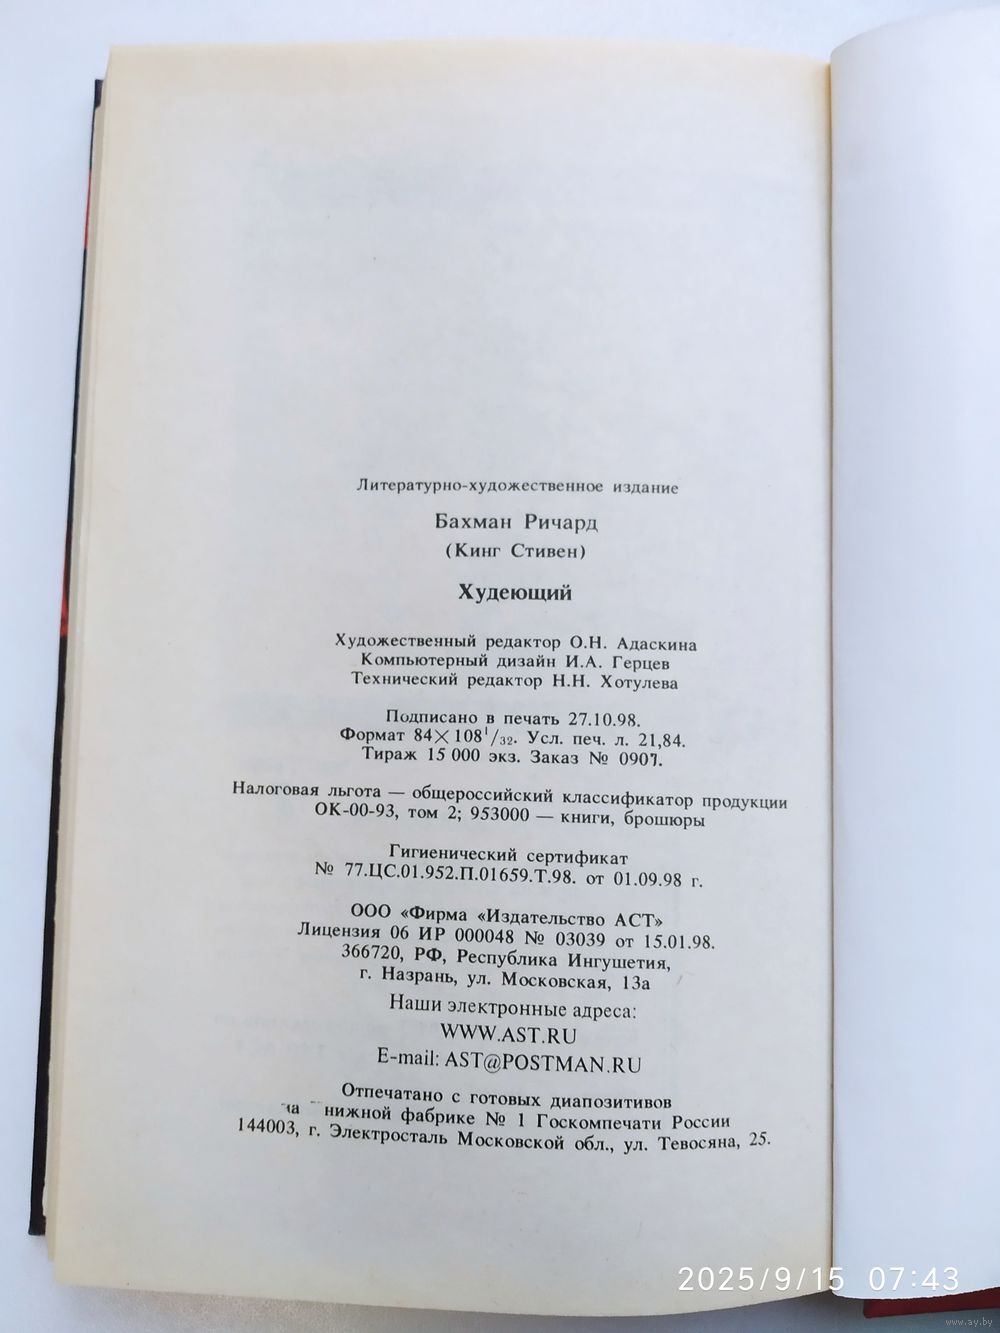 Литературно-художественное издание
Бахман Ричард
(Кинг Стивен)
Худеющий
Художественный редактор О.Н. Адаскина
Компьютерный дизайн И.А. Герцев
Технический редактор Н.Н. Хотулева
Подписано в печать 27.10.98.
Формат 84×108¹/₃₂. Усл. печ. л. 21,84.
Тираж 15 000 экз. Заказ № 0907.
Налоговая льгота — общероссийский классификатор продукции
ОК-00-93, том 2; 953000 — книги, брошюры
Гигиенический сертификат
№ 77.ЦС.01.952.П.01659.Т.98. от 01.09.98 г.
ООО «Фирма «Издательство АСТ»
Лицензия 06 ИР 000048 № 03039 от 15.01.98.
366720, РФ, Республика Ингушетия,
г. Назрань, ул. Московская, 13а
Наши электронные адреса:
WWW.AST.RU
E-mail: AST@POSTMAN.RU
Отпечатано с готовых диапозитивов
на нижной фабрике № 1 Госкомпечати России
144003, г. Электросталь Московской обл., ул. Тевосяна, 25.
2025/9/15 07:43
www.ay.by